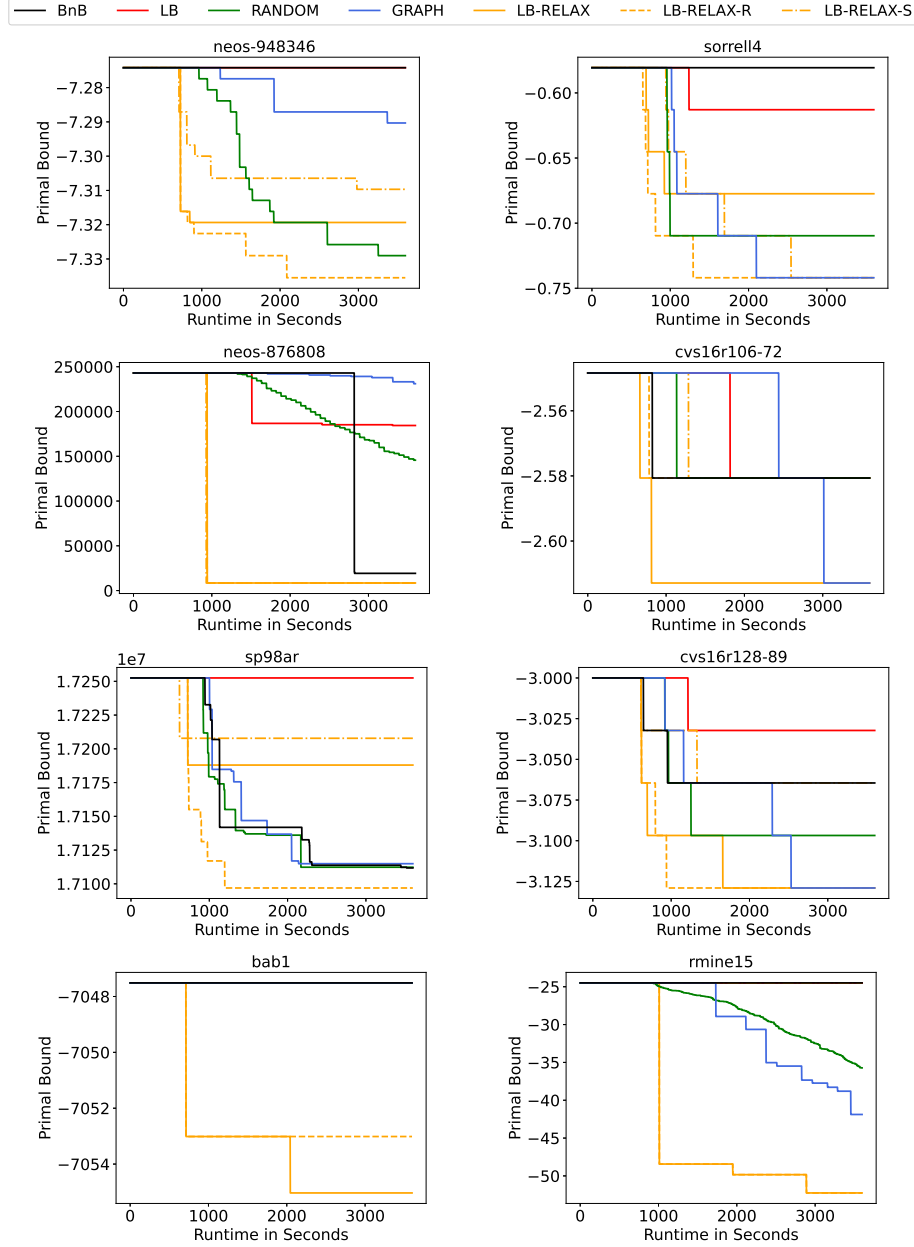 BnB LB RANDOM GRAPH LB-RELAX LB-RELAX-R LB-RELAX-S
neos-948346
−7.28
−7.29
−7.30
−7.31
−7.32
−7.33
Primal Bound
0 1000 2000 3000
Runtime in Seconds
sorrell4
−0.60
−0.65
−0.70
−0.75
Primal Bound
0 1000 2000 3000
Runtime in Seconds
neos-876808
250000
200000
150000
100000
50000
0
Primal Bound
0 1000 2000 3000
Runtime in Seconds
cvs16r106-72
−2.56
−2.58
−2.60
Primal Bound
0 1000 2000 3000
Runtime in Seconds
sp98ar
1e7
1.7250
1.7225
1.7200
1.7175
1.7150
1.7125
1.7100
Primal Bound
0 1000 2000 3000
Runtime in Seconds
cvs16r128-89
−3.000
−3.025
−3.050
−3.075
−3.100
−3.125
Primal Bound
0 1000 2000 3000
Runtime in Seconds
bab1
−7048
−7050
−7052
−7054
Primal Bound
0 1000 2000 3000
Runtime in Seconds
rmine15
−25
−30
−35
−40
−45
−50
Primal Bound
0 1000 2000 3000
Runtime in Seconds